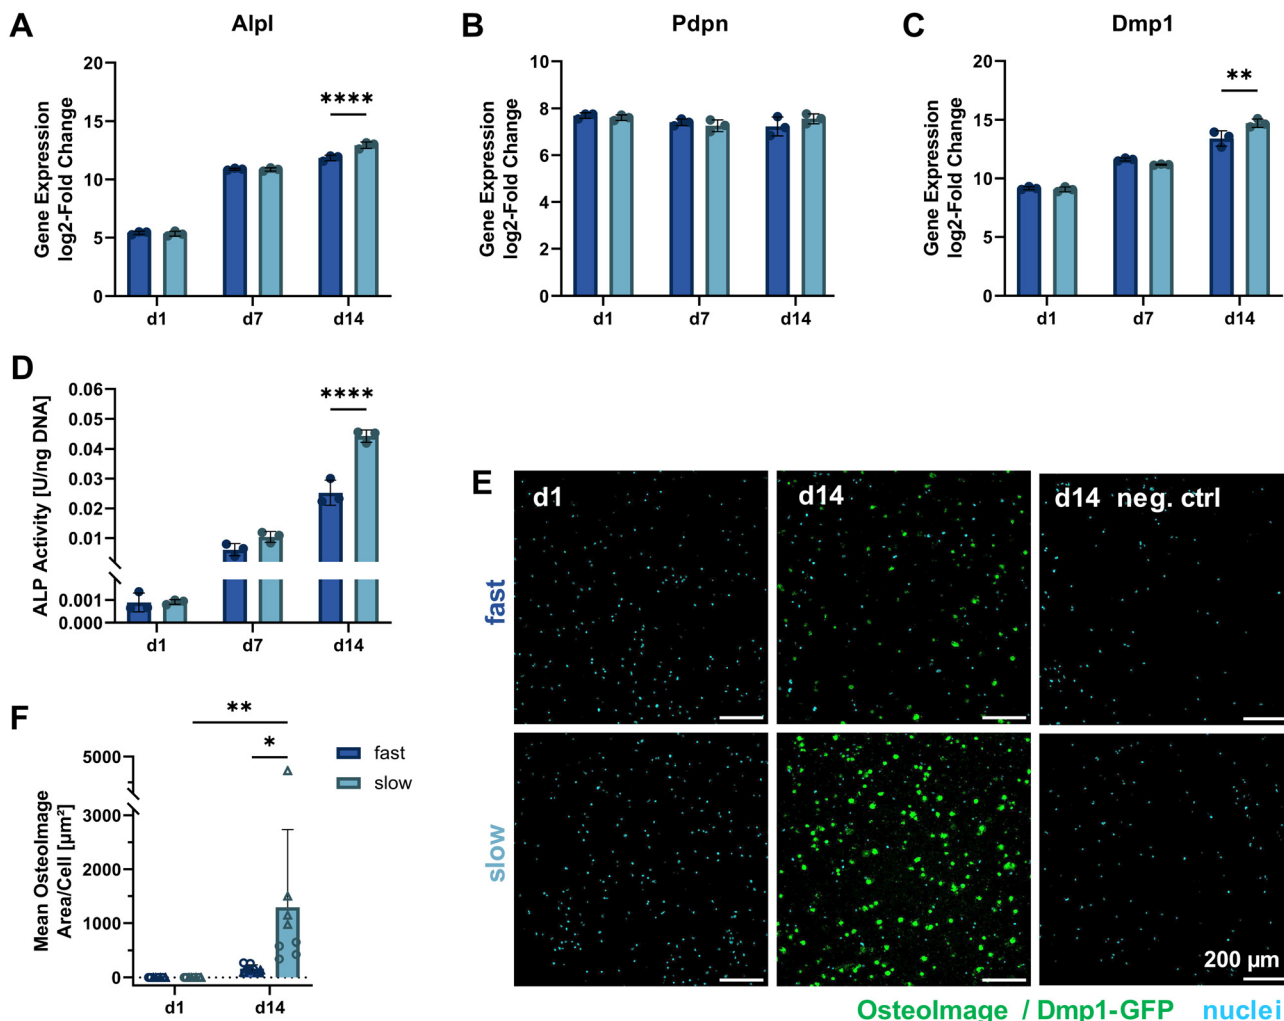 A
Alpl
Gene Expression
log2-Fold Change
20
15
10
5
0
****
d1
d7
d14
B
Pdpn
Gene Expression
log2-Fold Change
10
8
6
4
2
0
d1
d7
d14
C
Dmp1
Gene Expression
log2-Fold Change
20
15
10
5
0
**
d1
d7
d14
D
ALP Activity [U/ng DNA]
0.06
0.05
0.04
0.03
0.02
0.01
0.001
0.000
****
d1
d7
d14
E
d1
d14
d14 neg. ctrl
fast
slow
200 µm
OsteoImage / Dmp1-GFP nuclei
F
Mean OsteoImage
Area/Cell [µm²]
5000
3000
2000
1000
0
**
*
d1
d14
fast
slow